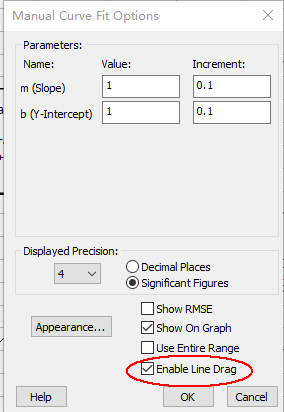 Manual Curve Fit Options
Parameters:
Name: Value: Increment:
m (Slope) 1 0.1
b (Y-Intercept) 1 0.1
Displayed Precision:
4 Decimal Places
Significant Figures
Show RMSE
Appearance... Show On Graph
Use Entire Range
Enable Line Drag
Help OK Cancel